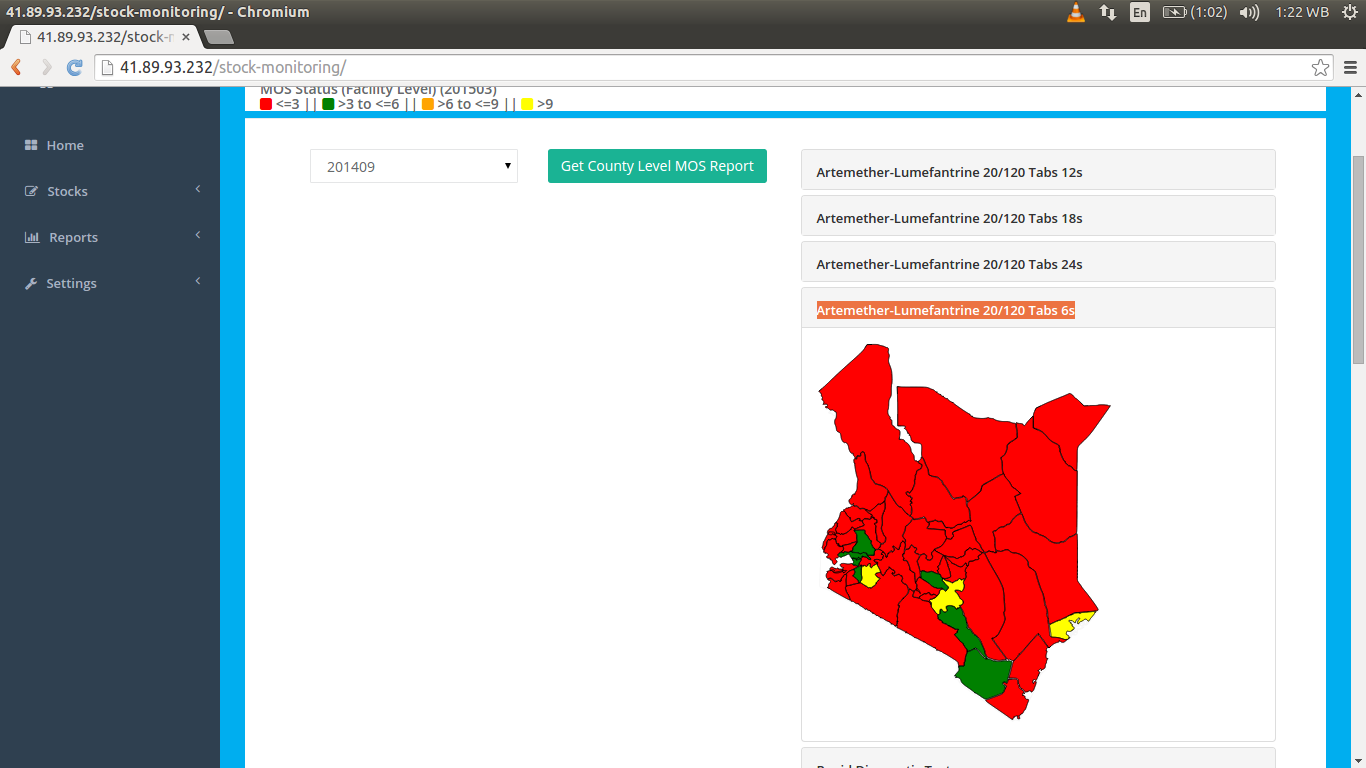 41.89.93.232/stock-monitoring/ - Chromium
En
(1:02)
1:22 WB
41.89.93.232/stock-
41.89.93.232/stock-monitoring/
MOS Status (Facility Level) (201503)
<=3 || >3 to <=6 || >6 to <=9 || >9
Home
Stocks
Reports
Settings
201409
Get County Level MOS Report
Artemether-Lumefantrine 20/120 Tabs 12s
Artemether-Lumefantrine 20/120 Tabs 18s
Artemether-Lumefantrine 20/120 Tabs 24s
Artemether-Lumefantrine 20/120 Tabs 6s